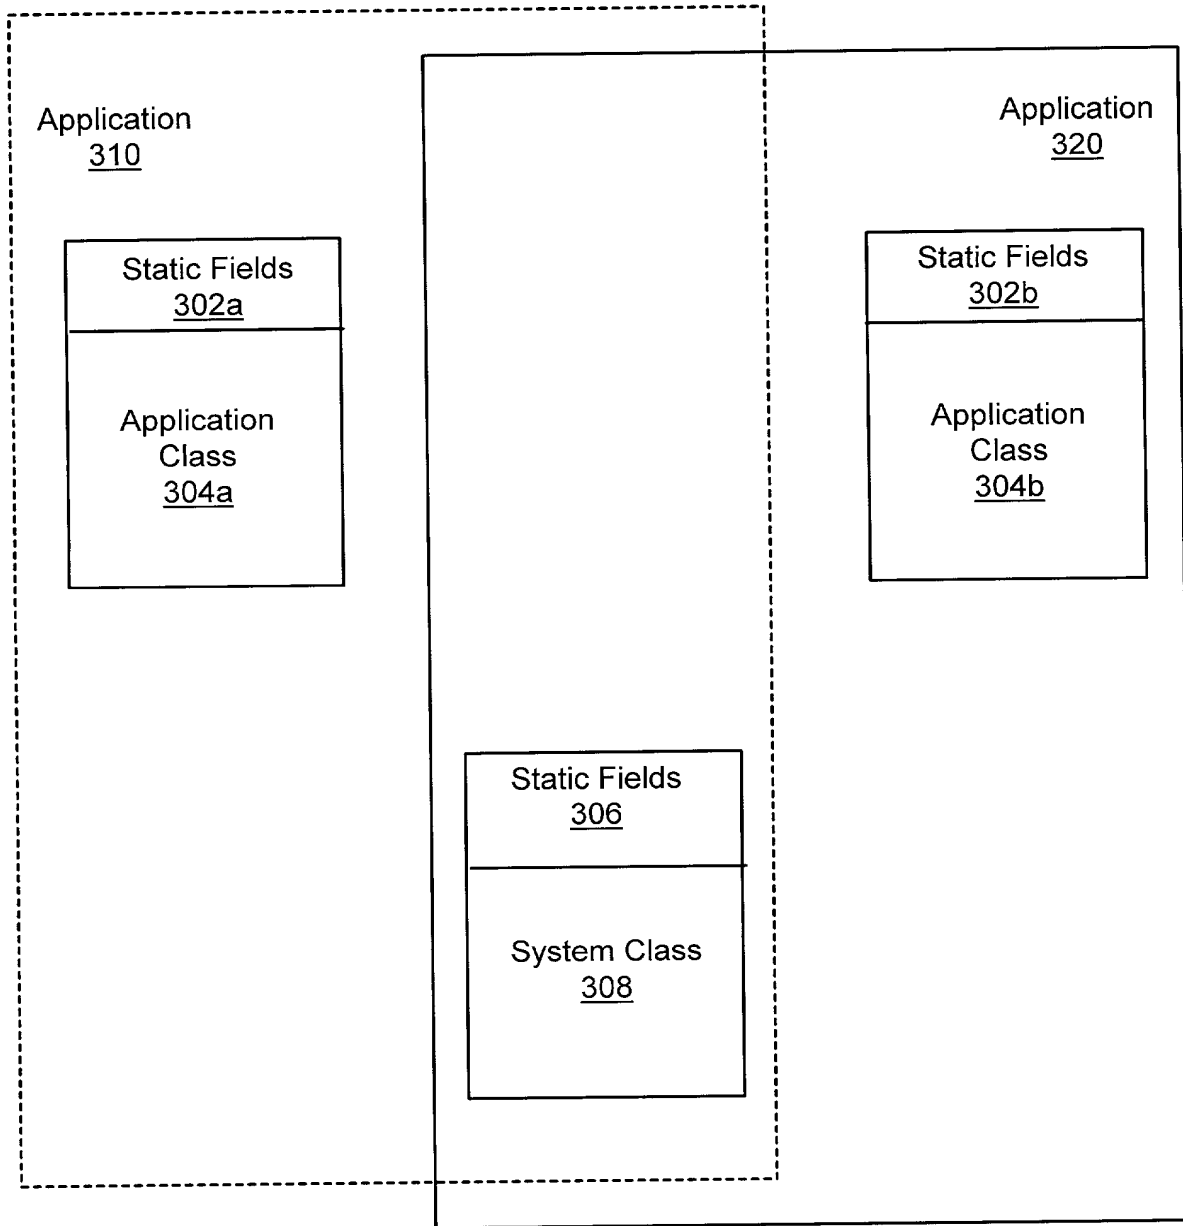 Application
310
Application
320
Static Fields
302a
Application
Class
304a
Static Fields
302b
Application
Class
304b
Static Fields
306
System Class
308